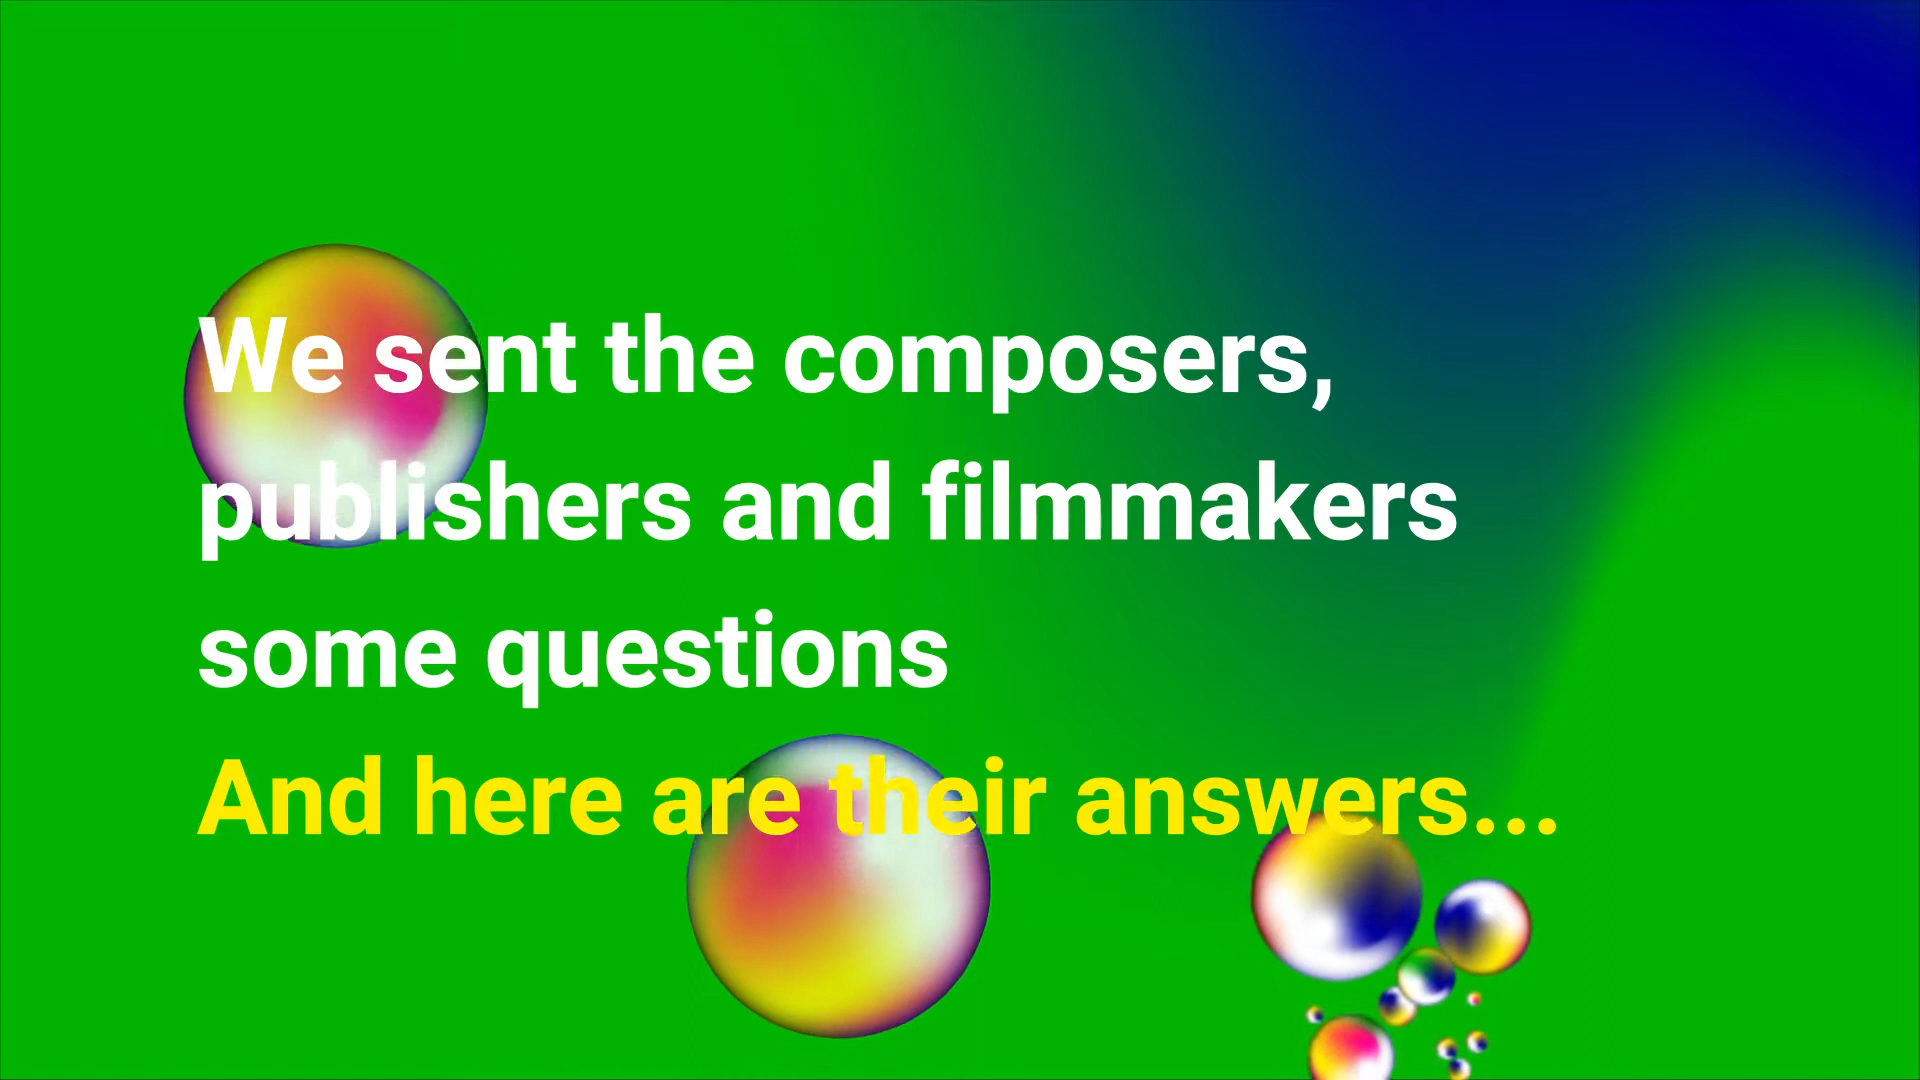 We sent the composers,
publishers and filmmakers
some questions
And here are their answers...